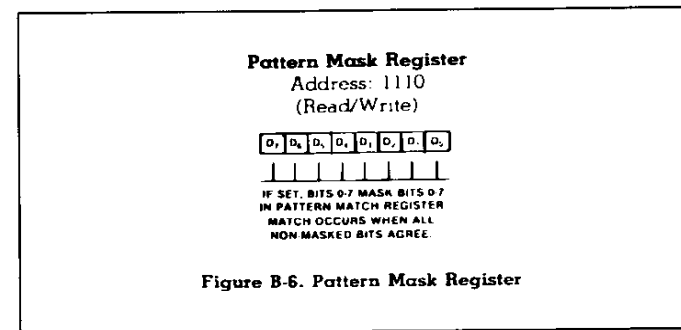 Pattern Mask Register
Address: 1110
(Read/Write)
D7 D6 D5 D4 D3 D2 D1 D0
IF SET, BITS 0-7 MASK BITS 0-7
IN PATTERN MATCH REGISTER
MATCH OCCURS WHEN ALL
NON-MASKED BITS AGREE.
Figure B-6. Pattern Mask Register